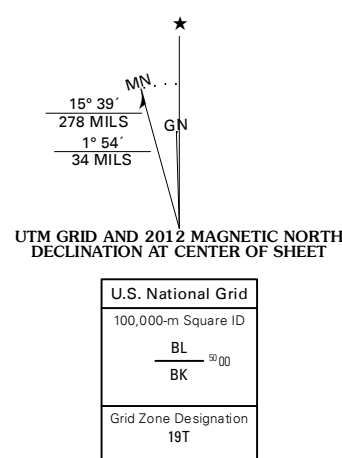 ★
MN
15° 39´
278 MILS
GN
1° 54´
34 MILS
UTM GRID AND 2012 MAGNETIC NORTH
DECLINATION AT CENTER OF SHEET
U.S. National Grid
100,000-m Square ID
BL
⁵⁰00
BK
Grid Zone Designation
19T